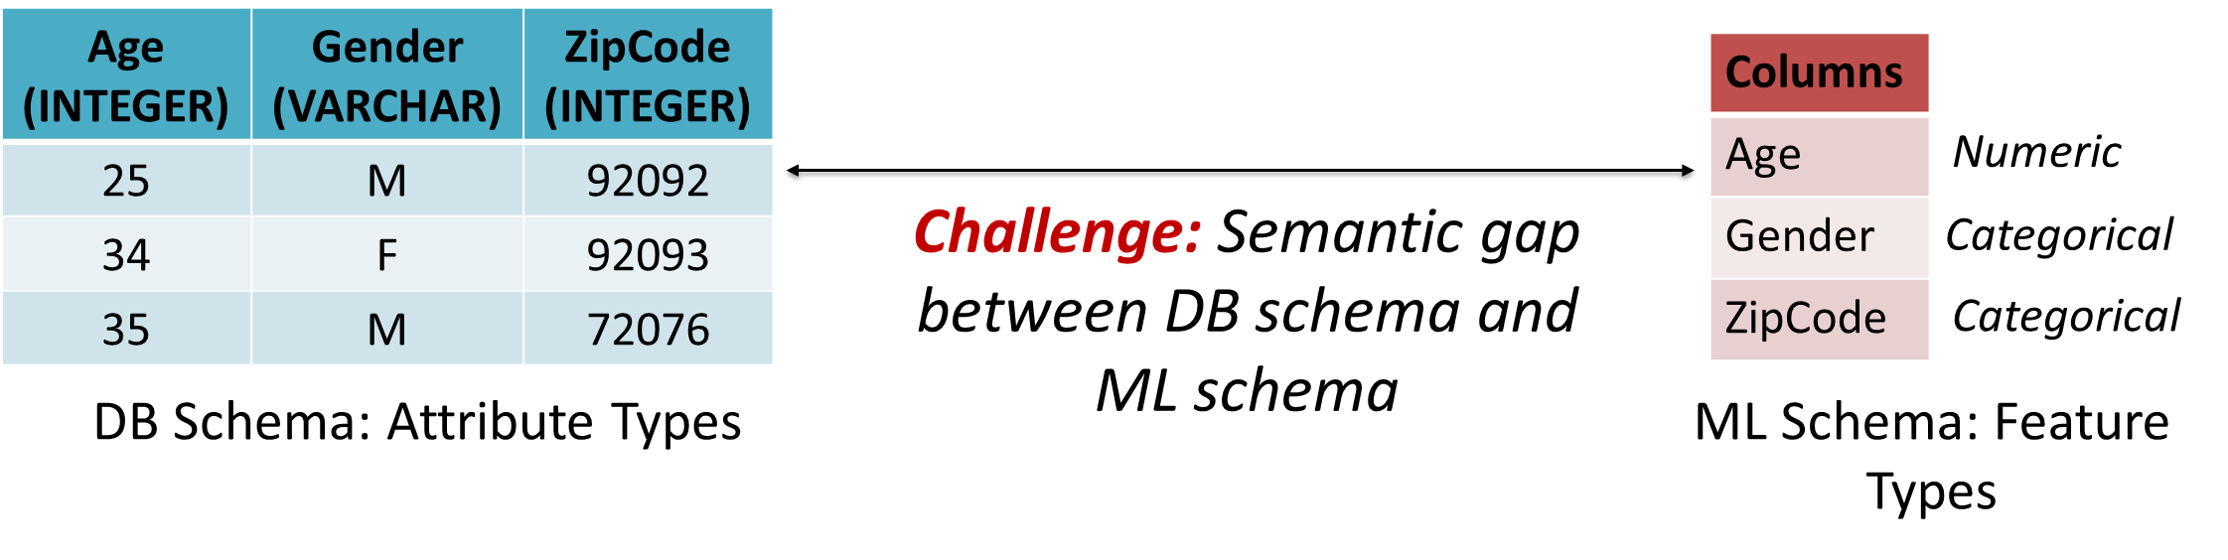 Age Gender ZipCode
(INTEGER) (VARCHAR) (INTEGER)
25 M 92092
34 F 92093
35 M 72076
DB Schema: Attribute Types
Challenge: Semantic gap
between DB schema and
ML schema
Columns
Age Numeric
Gender Categorical
ZipCode Categorical
ML Schema: Feature
Types